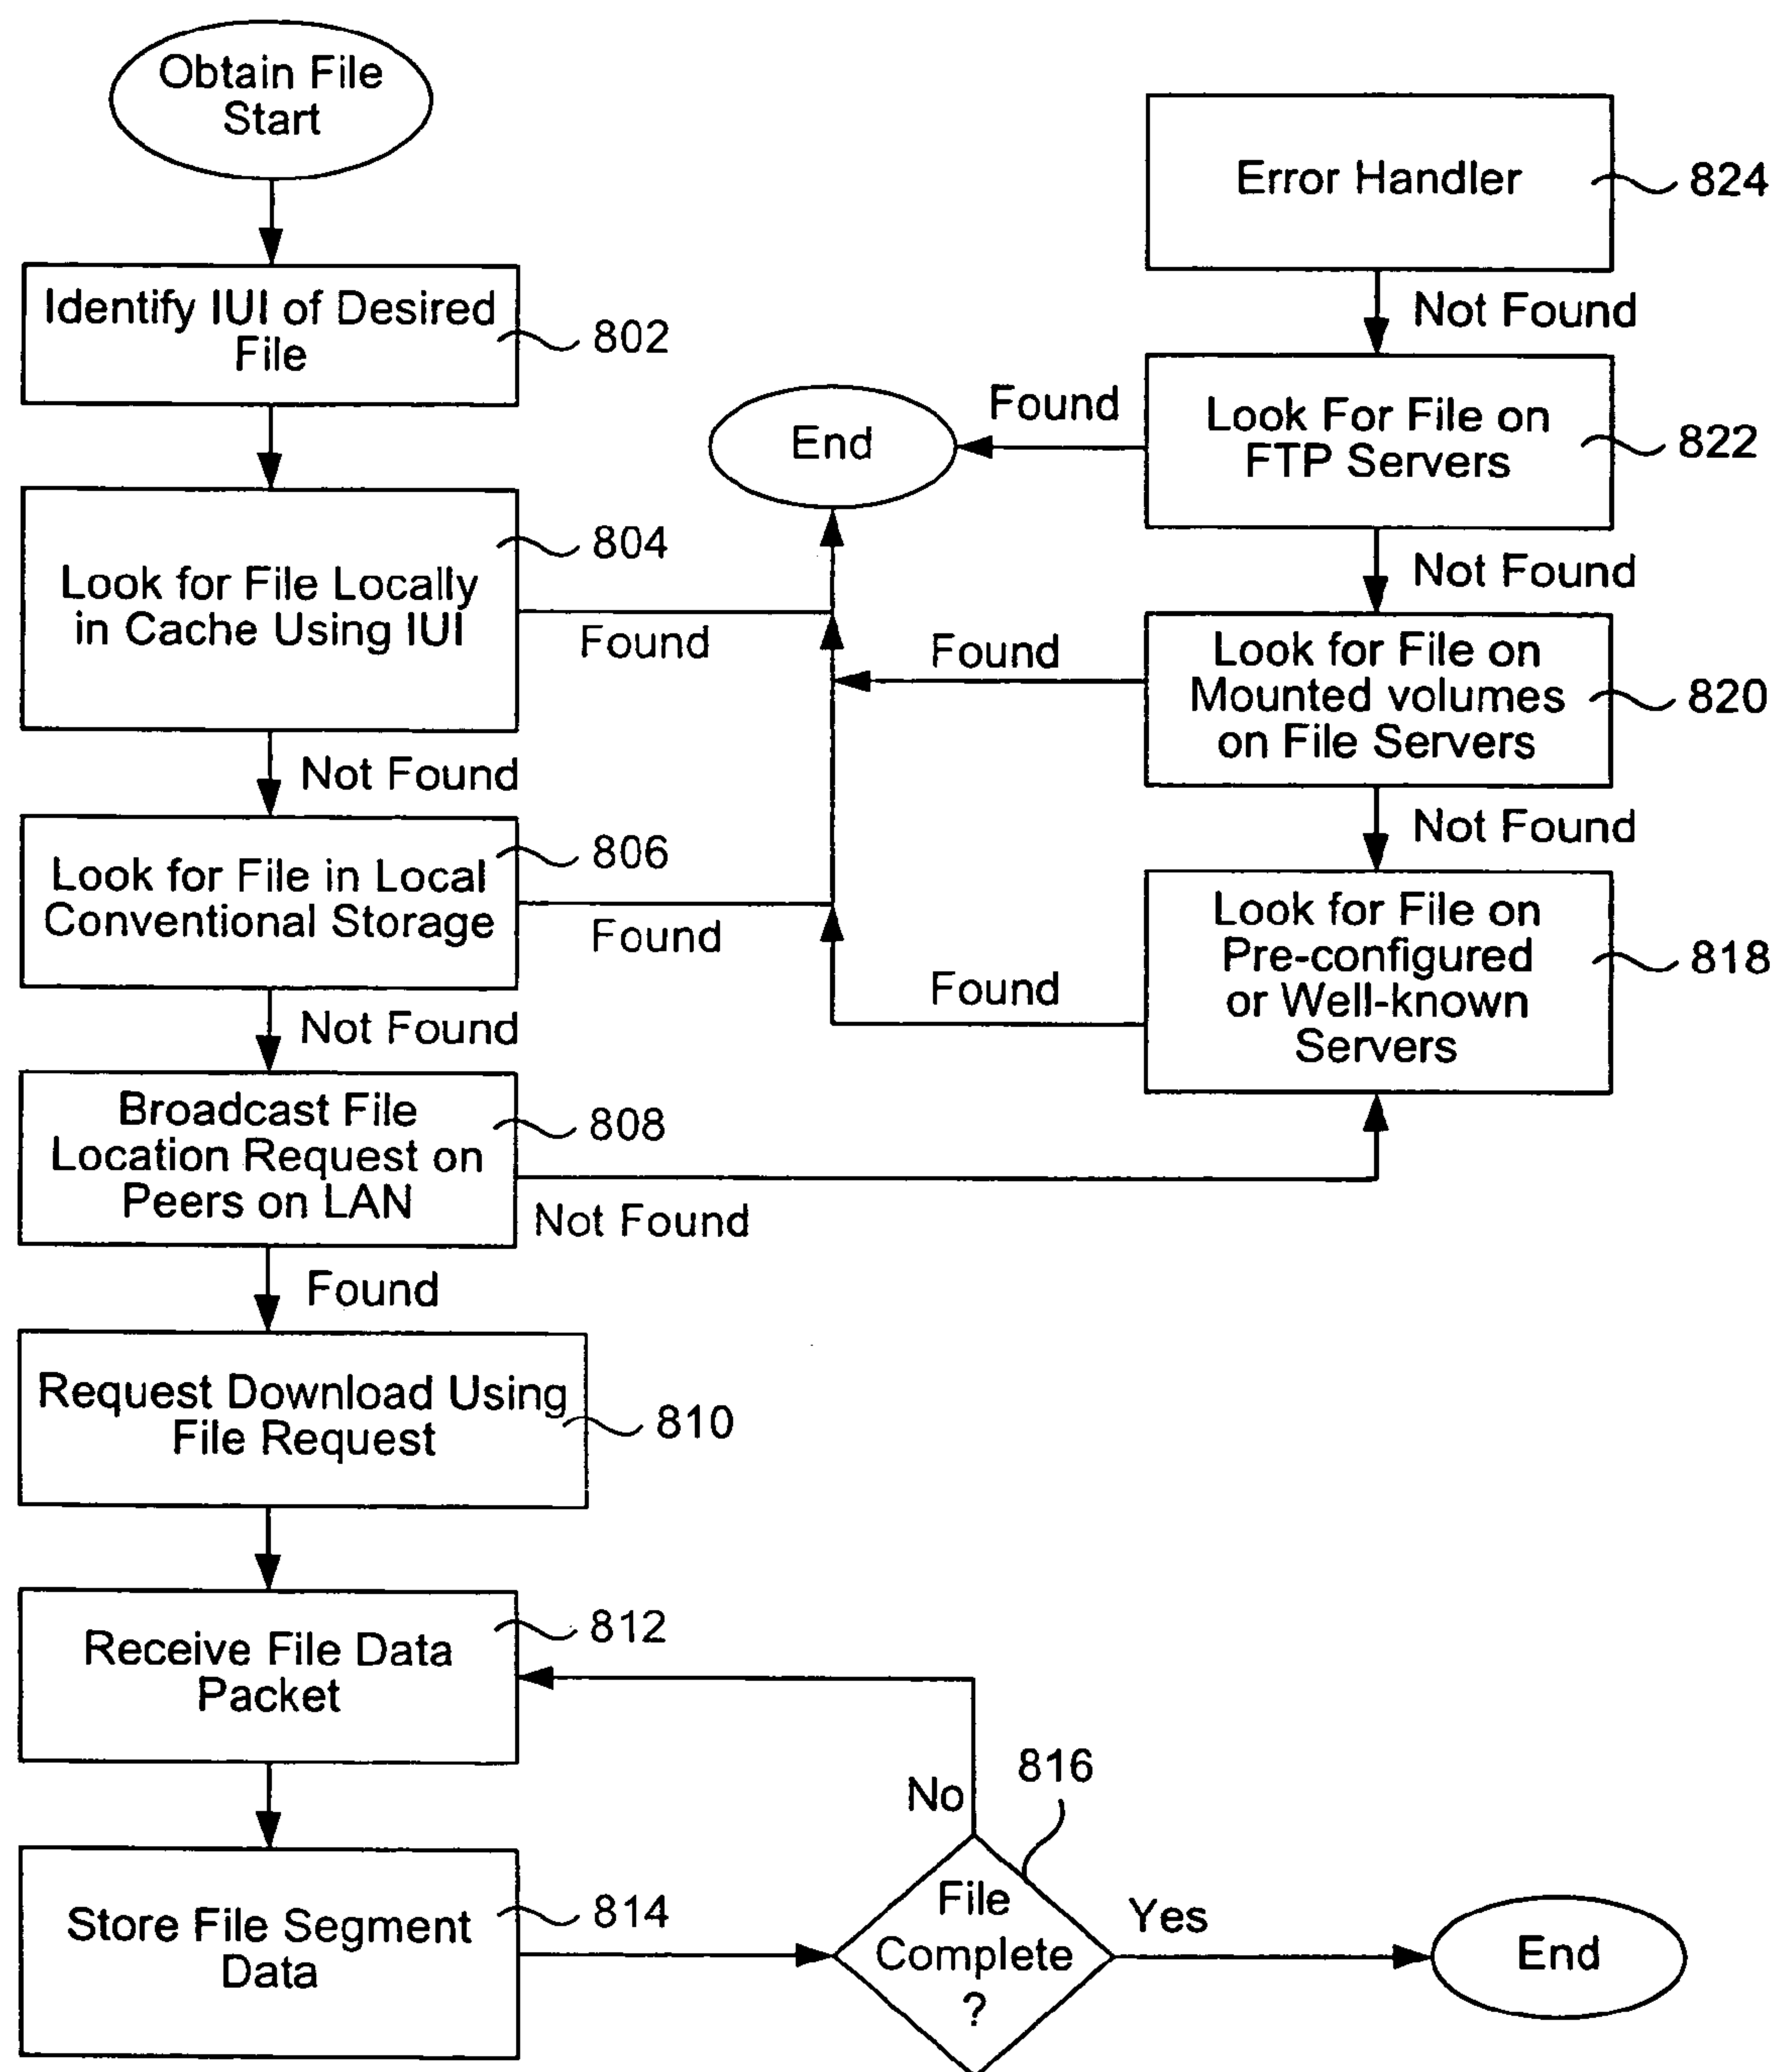 Obtain File
Start
Identify IUI of Desired
File
802
Look for File Locally
in Cache Using IUI
804
Found
Not Found
Look for File in Local
Conventional Storage
806
Found
Not Found
Broadcast File
Location Request on
Peers on LAN
808
Not Found
Found
Request Download Using
File Request
810
Receive File Data
Packet
812
Store File Segment
Data
814
File
Complete
?
816
No
Yes
End
Error Handler
824
Not Found
Look For File on
FTP Servers
822
Found
End
Not Found
Look for File on
Mounted volumes
on File Servers
820
Found
Not Found
Look for File on
Pre-configured
or Well-known
Servers
818
Found